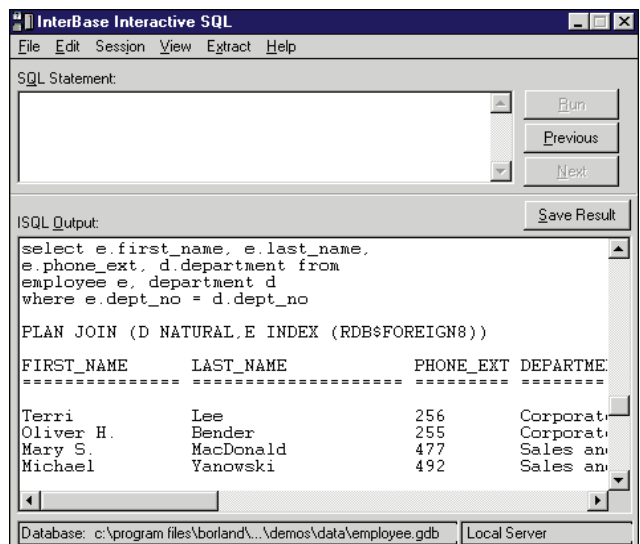 InterBase Interactive SQL
File Edit Session View Extract Help
SQL Statement:
Run
Previous
Next
Save Result
ISQL Output:
select e.first_name, e.last_name,
e.phone_ext, d.department from
employee e, department d
where e.dept_no = d.dept_no
PLAN JOIN (D NATURAL,E INDEX (RDB$FOREIGN8))
FIRST_NAME LAST_NAME PHONE_EXT DEPARTME
=============== ==================== ========= ========
Terri Lee 256 Corporat
Oliver H. Bender 255 Corporat
Mary S. MacDonald 477 Sales an
Michael Yanowski 492 Sales an
Database: c:\program files\borland\...\demos\data\employee.gdb Local Server